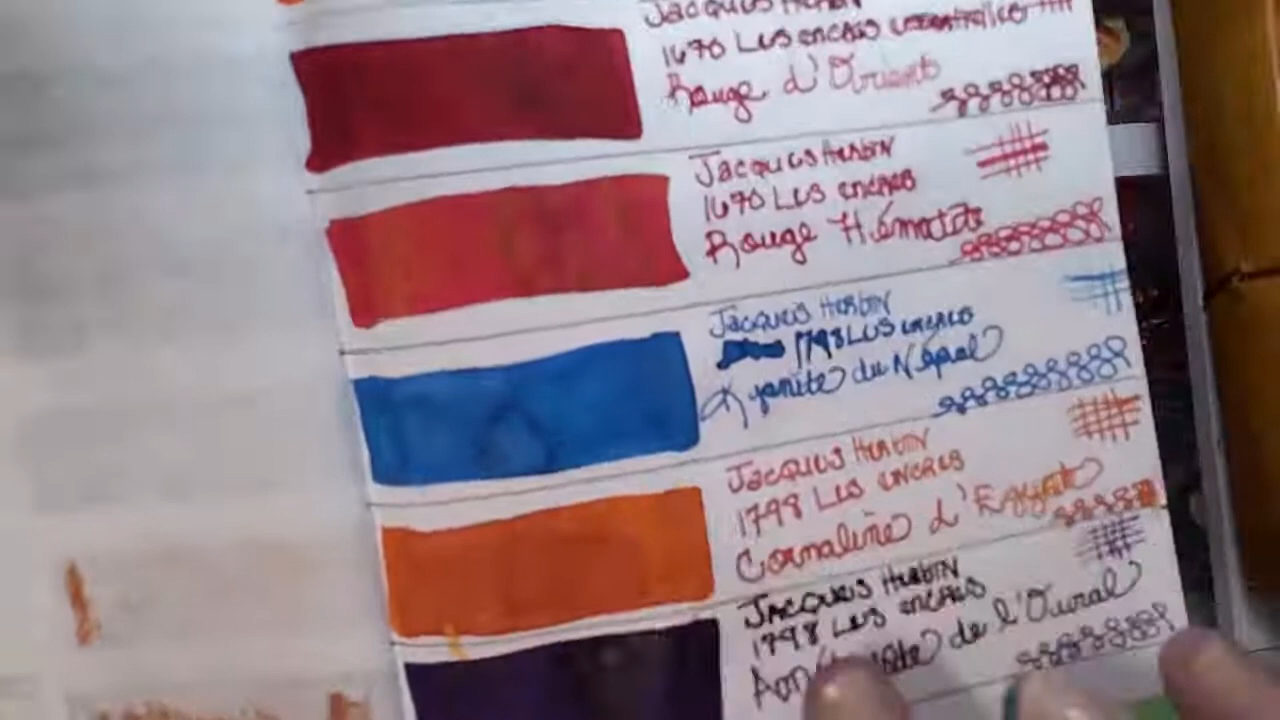 Jacques Herbin
1670 Les encres
Rouge d'Orient
Jacques Herbin
1670 Les encres
Rouge Hématite
Jacques Herbin
1798 Les encres
Kyanite du Népal
Jacques Herbin
1798 Les encres
Cornaline d'Egypte
Jacques Herbin
1798 Les encres
de l'Oural